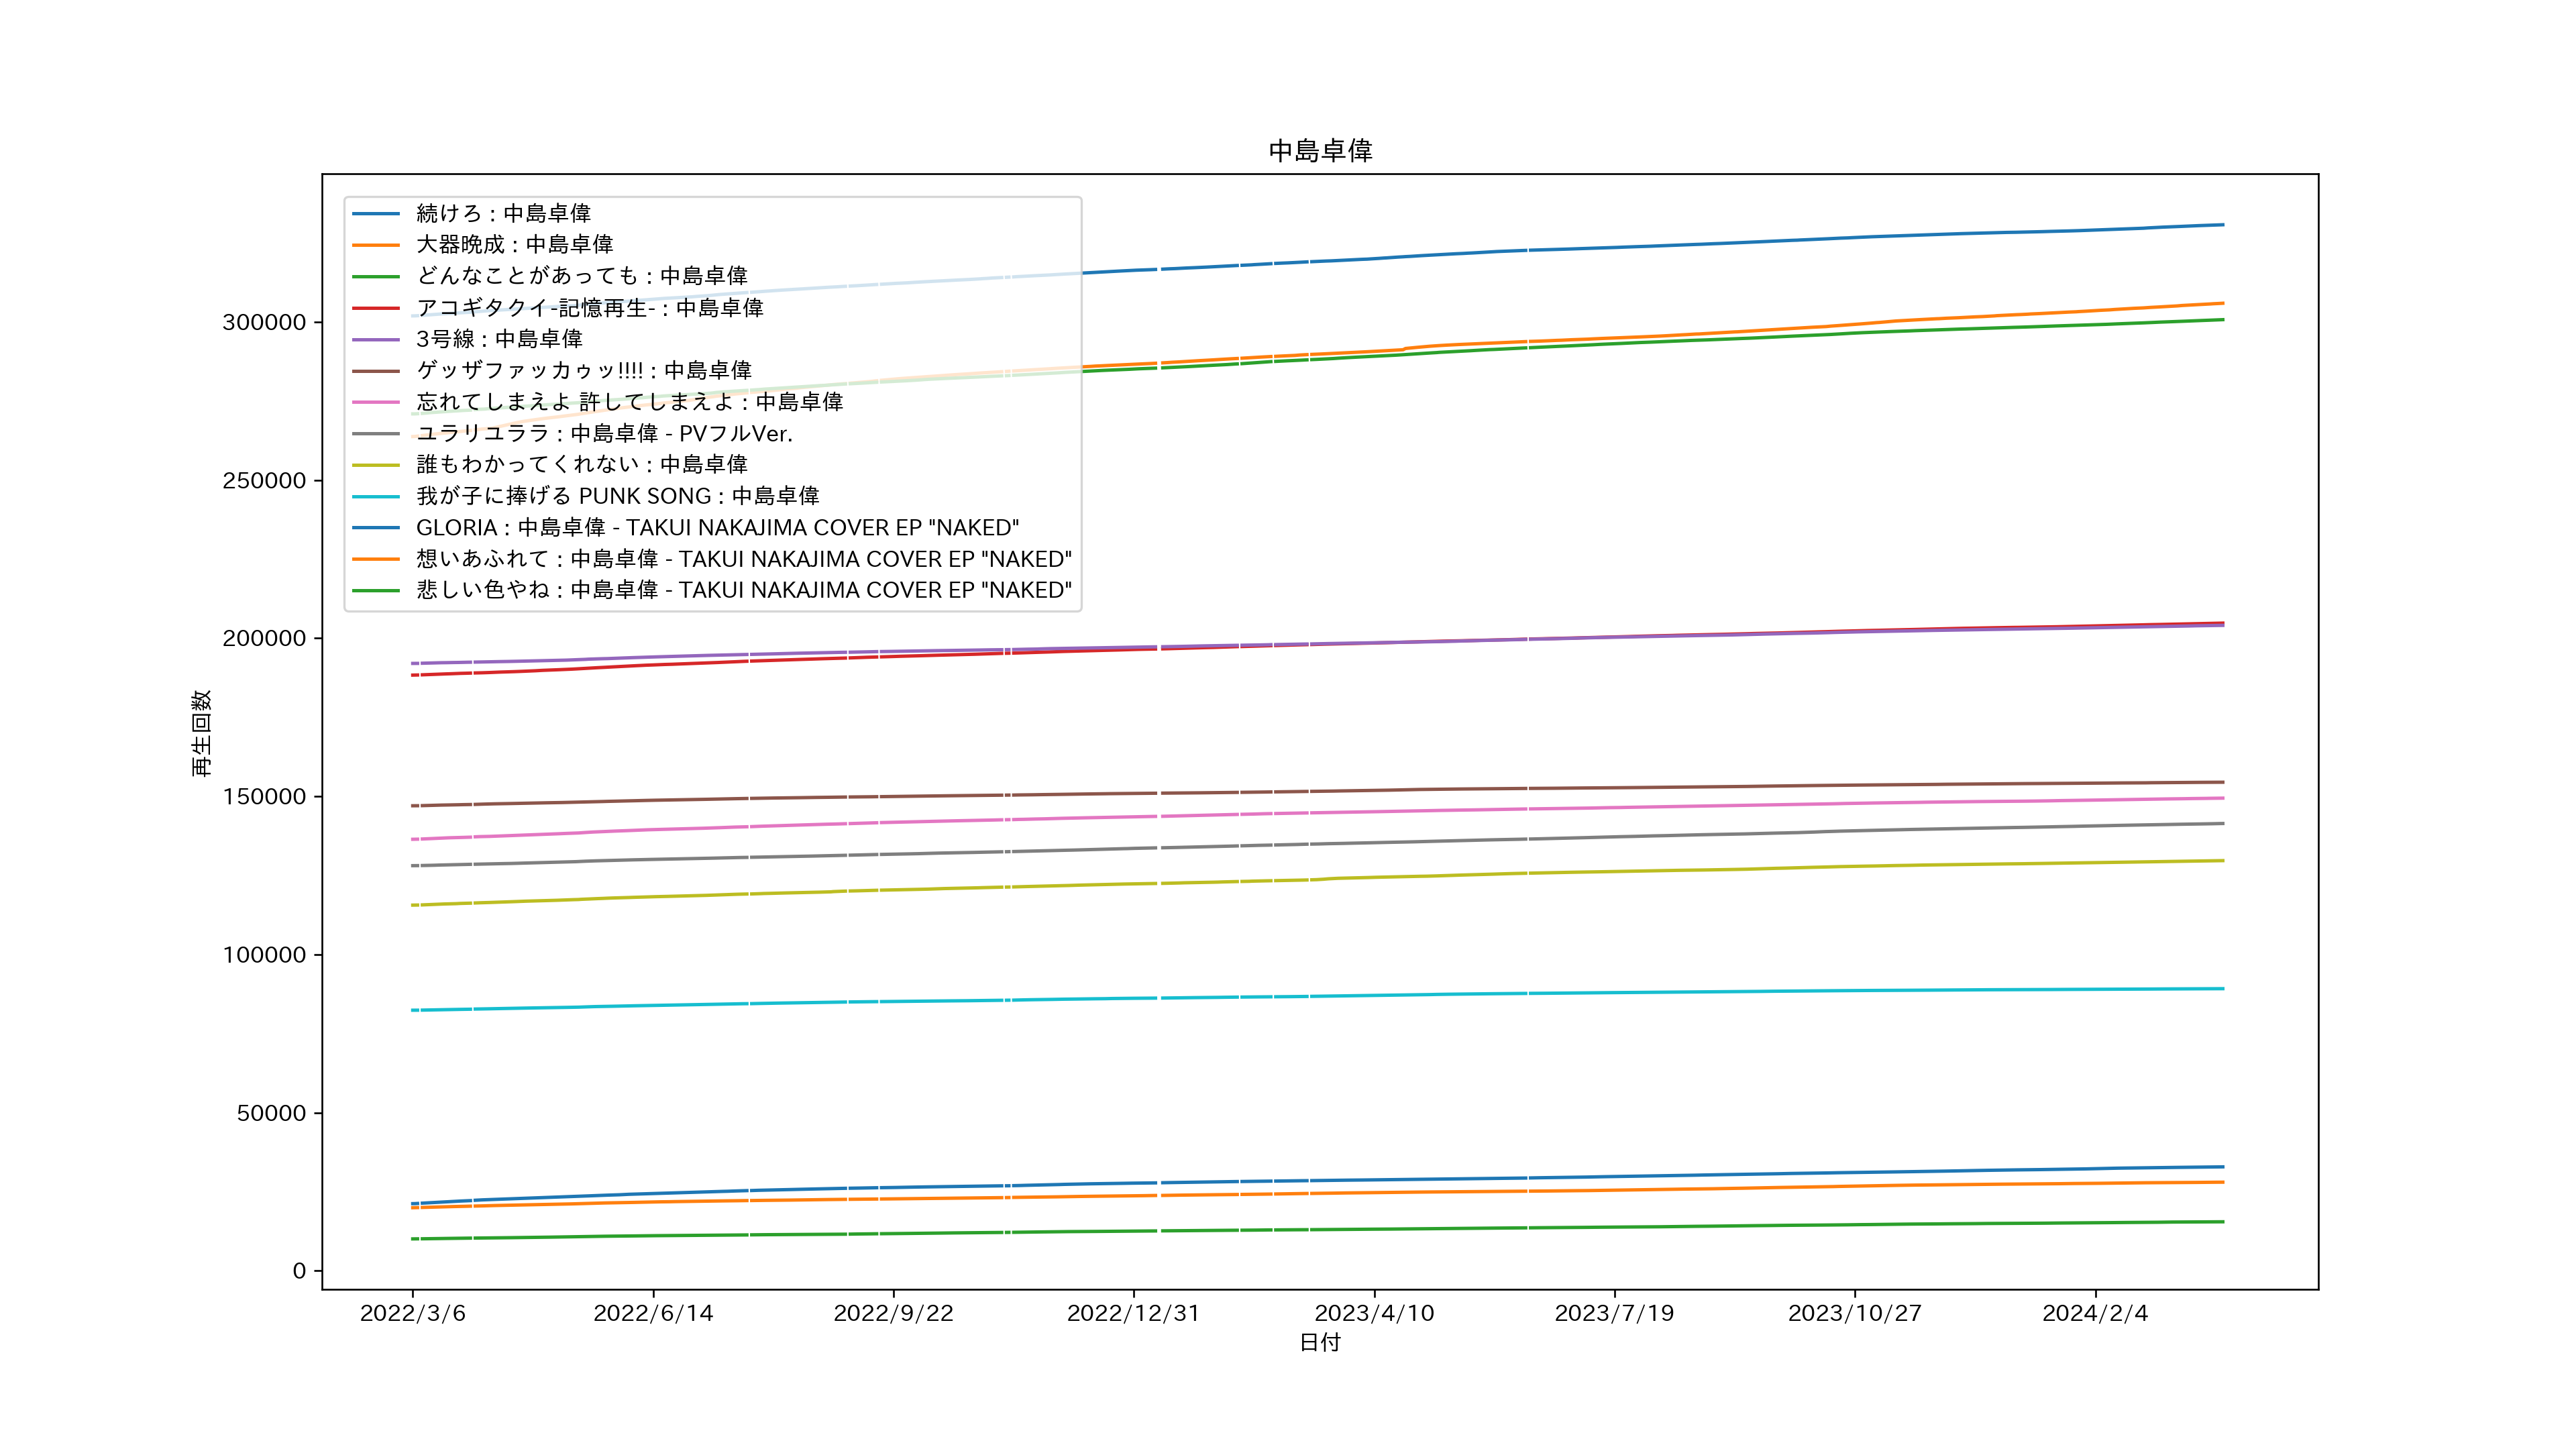 中島卓偉
続けろ : 中島卓偉
大器晩成 : 中島卓偉
どんなことがあっても : 中島卓偉
アコギタクイ-記憶再生- : 中島卓偉
3号線 : 中島卓偉
ゲッザファッカゥッ!!!! : 中島卓偉
忘れてしまえよ 許してしまえよ : 中島卓偉
ユラリユララ : 中島卓偉 - PVフルVer.
誰もわかってくれない : 中島卓偉
我が子に捧げる PUNK SONG : 中島卓偉
GLORIA : 中島卓偉 - TAKUI NAKAJIMA COVER EP "NAKED"
想いあふれて : 中島卓偉 - TAKUI NAKAJIMA COVER EP "NAKED"
悲しい色やね : 中島卓偉 - TAKUI NAKAJIMA COVER EP "NAKED"
300000
250000
200000
150000
100000
50000
0
再生回数
2022/3/6
2022/6/14
2022/9/22
2022/12/31
2023/4/10
2023/7/19
2023/10/27
2024/2/4
日付